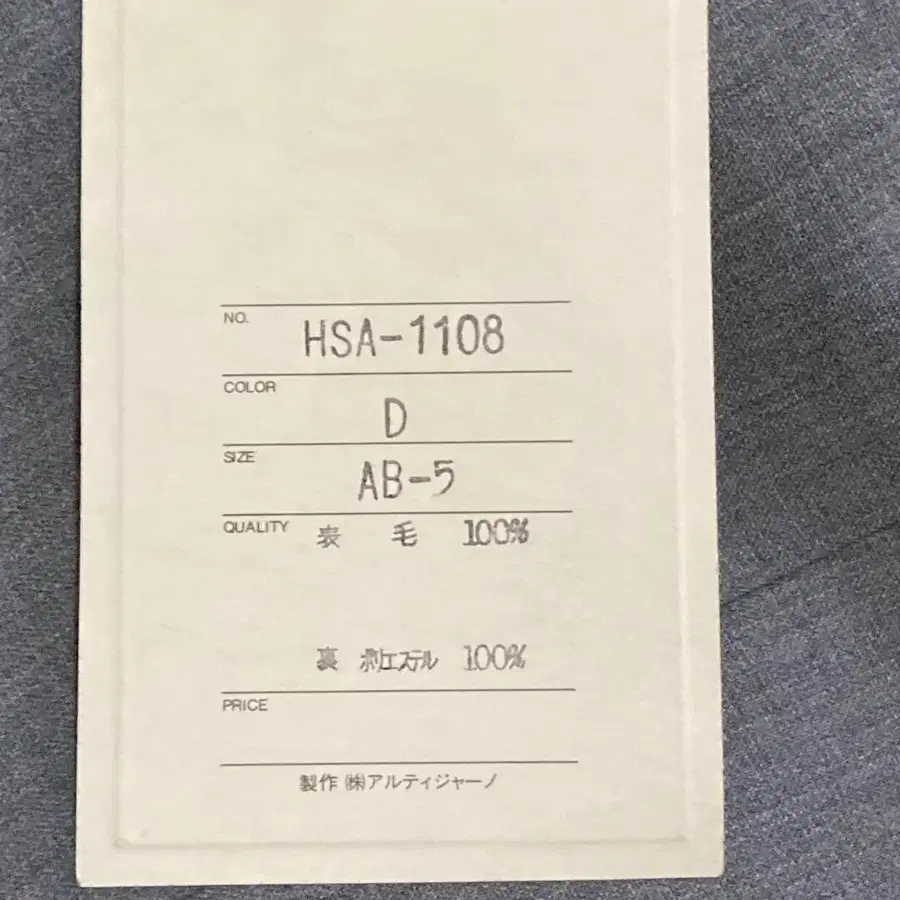 NO. HSA-1108
COLOR D
SIZE AB-5
QUALITY 表 毛 100%
裏 ポリエステル 100%
PRICE
製作 ㈱アルティジャーノ